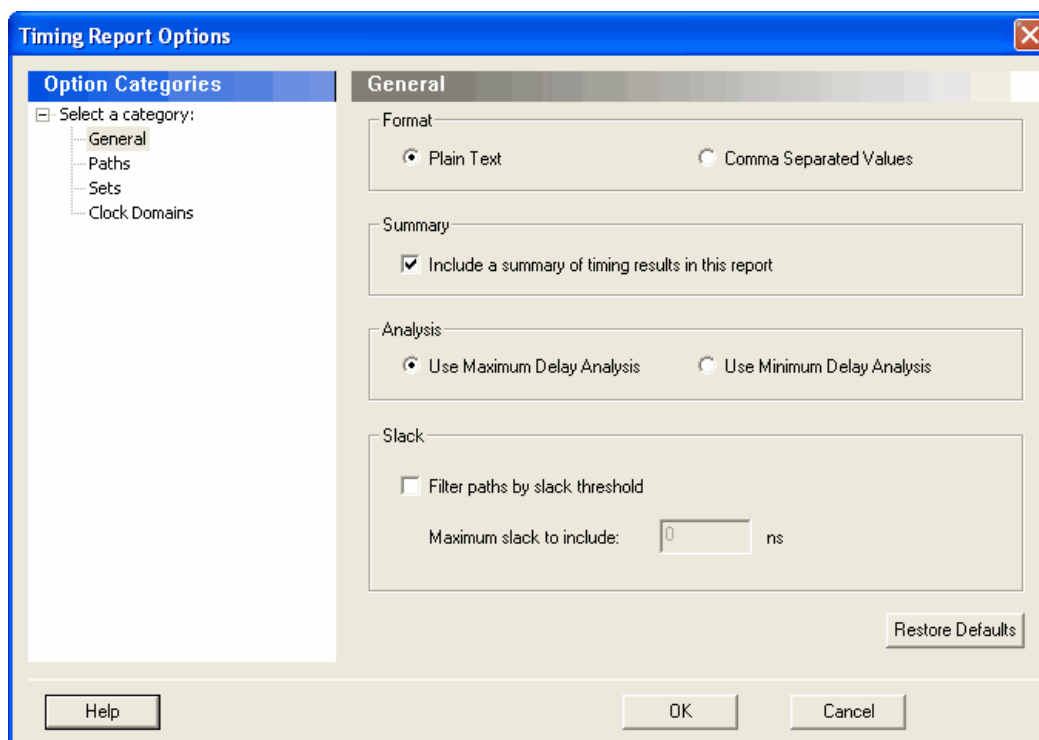 Timing Report Options
Option Categories
Select a category:
General
Paths
Sets
Clock Domains
General
Format
Plain Text
Comma Separated Values
Summary
Include a summary of timing results in this report
Analysis
Use Maximum Delay Analysis
Use Minimum Delay Analysis
Slack
Filter paths by slack threshold
Maximum slack to include: 0 ns
Restore Defaults
Help
OK
Cancel